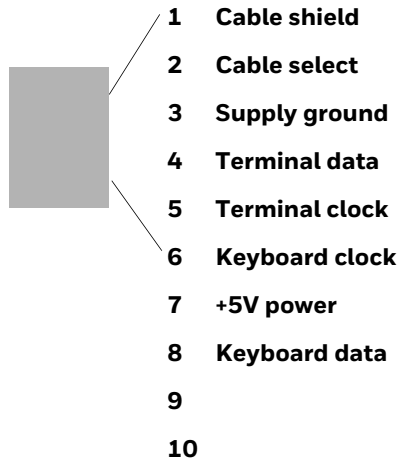 1 Cable shield
2 Cable select
3 Supply ground
4 Terminal data
5 Terminal clock
6 Keyboard clock
7 +5V power
8 Keyboard data
9
10